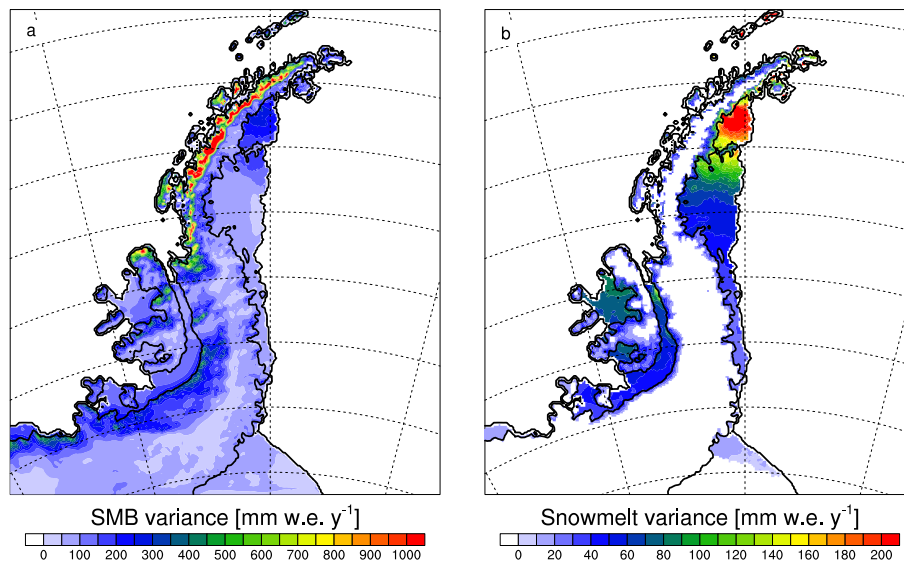 a
b
SMB variance [mm w.e. y⁻¹]
0 100 200 300 400 500 600 700 800 900 1000
Snowmelt variance [mm w.e. y⁻¹]
0 20 40 60 80 100 120 140 160 180 200